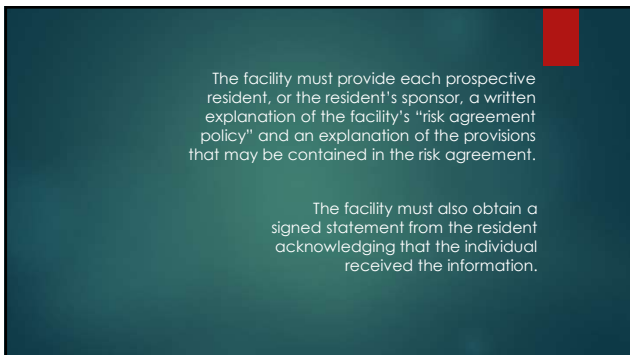 The facility must provide each prospective
resident, or the resident’s sponsor, a written
explanation of the facility’s “risk agreement
policy” and an explanation of the provisions
that may be contained in the risk agreement.
The facility must also obtain a
signed statement from the resident
acknowledging that the individual
received the information.